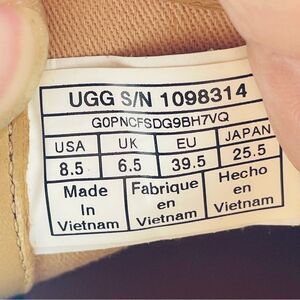 UGG S/N 1098314
G0PNCFSDG9BH7VQ
USA UK EU JAPAN
8.5 6.5 39.5 25.5
Made Fabrique Hecho
In en en
Vietnam Vietnam Vietnam